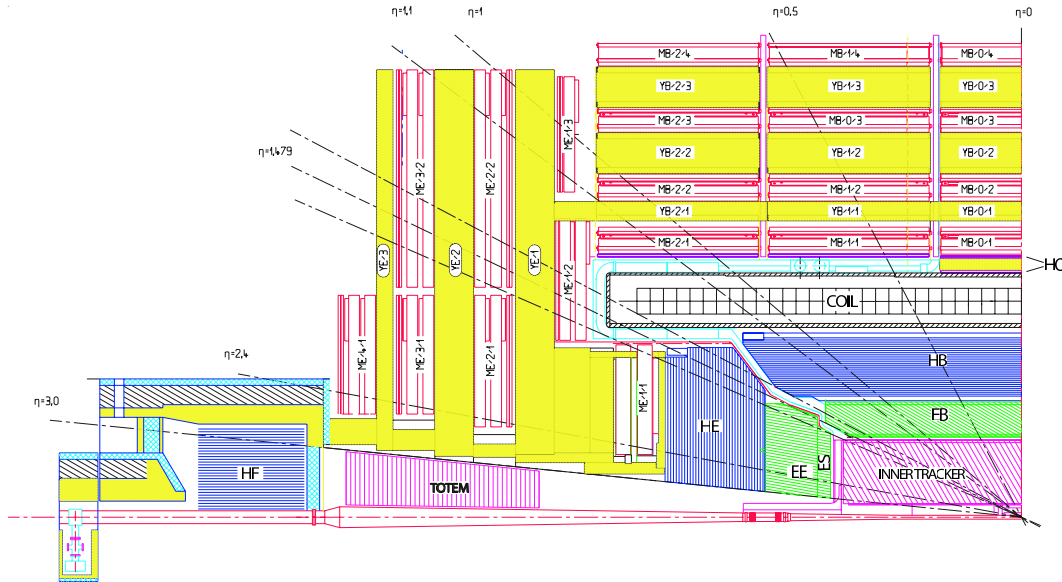 η=1,1
η=1
η=0,5
η=0
MB/2/4
MB/1/4
MB/0/4
YB/2/3
YB/1/3
YB/0/3
MB/2/3
MB/0/3
MB/0/3
YB/2/2
YB/1/2
YB/0/2
MB/2/2
MB/1/2
MB/0/2
YB/2/1
YB/1/1
YB/0/1
MB/2/1
MB/1/1
MB/0/1
HO
COIL
HB
EB
INNER TRACKER
η=1,479
YE/3
ME/3/2
YE/2
ME/2/2
YE/1
ME/1/3
ME/1/2
ME/4/1
ME/3/1
ME/2/1
ME/1/1
HE
EE
ES
η=2,4
η=3,0
HF
TOTEM